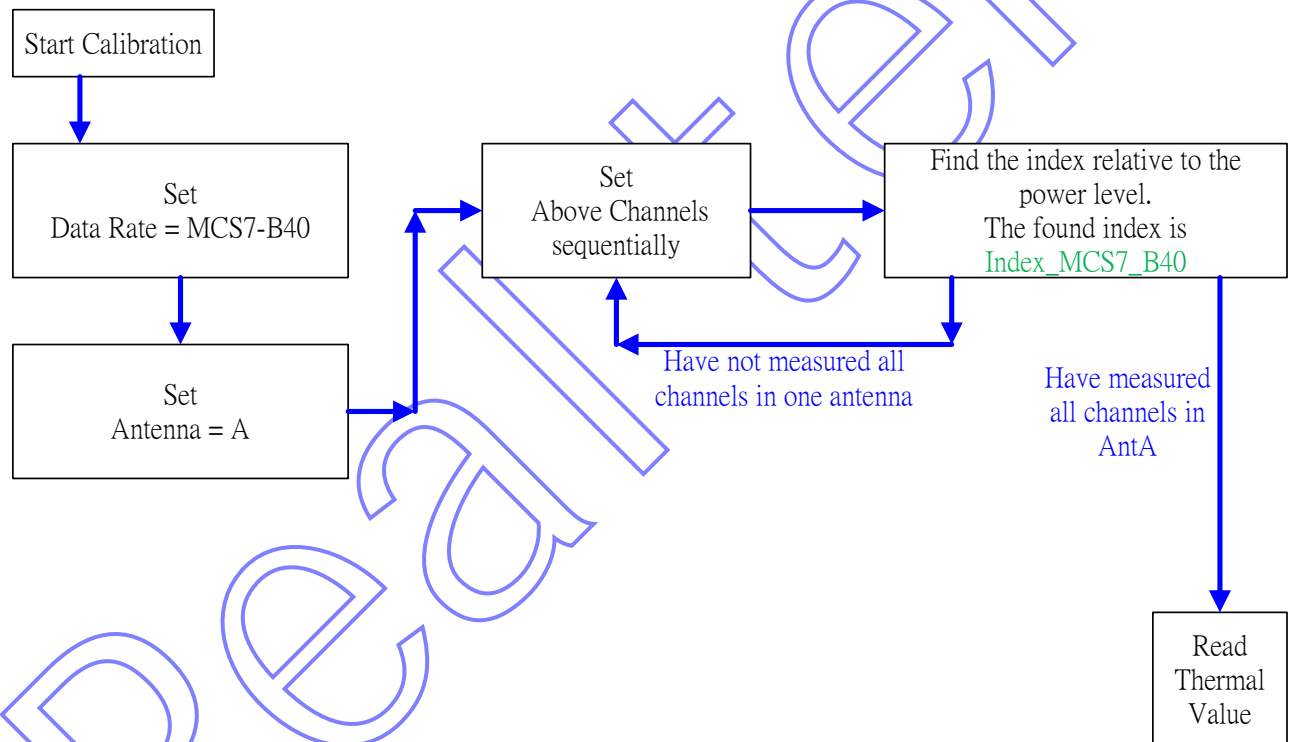 Start Calibration
Set
Data Rate = MCS7-B40
Set
Antenna = A
Set
Above Channels
sequentially
Find the index relative to the
power level.
The found index is
Index_MCS7_B40
Have not measured all
channels in one antenna
Have measured
all channels in
AntA
Read
Thermal
Value